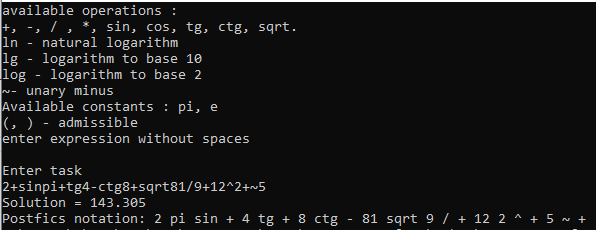 available operations :
+, -, / , *, sin, cos, tg, ctg, sqrt.
ln - natural logarithm
lg - logarithm to base 10
log - logarithm to base 2
~- unary minus
Available constants : pi, e
(, ) - admissible
enter expression without spaces
Enter task
2+sinpi+tg4-ctg8+sqrt81/9+12^2+~5
Solution = 143.305
Postfics notation: 2 pi sin + 4 tg + 8 ctg - 81 sqrt 9 / + 12 2 ^ + 5 ~ +